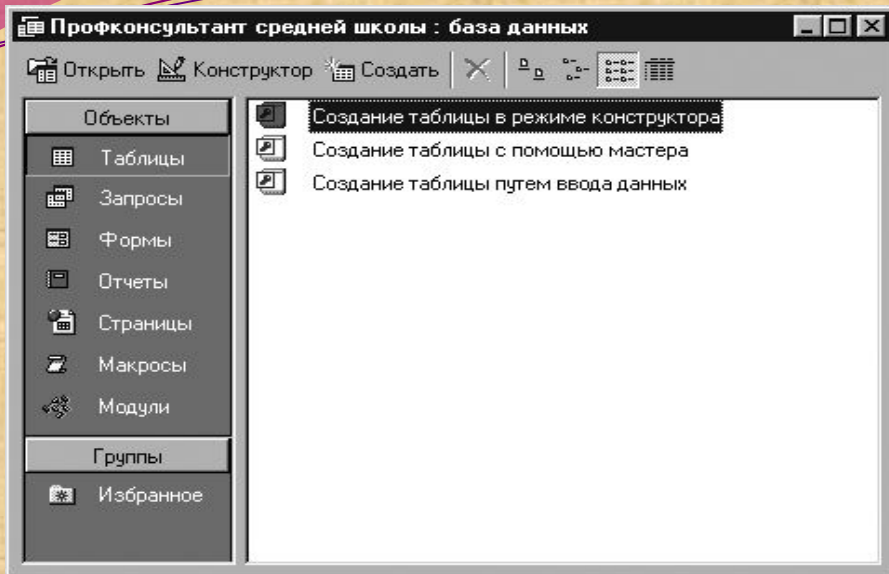 Профконсультант средней школы : база данных
Открыть Конструктор Создать
Объекты
Таблицы
Запросы
Формы
Отчеты
Страницы
Макросы
Модули
Группы
Избранное
Создание таблицы в режиме конструктора
Создание таблицы с помощью мастера
Создание таблицы путем ввода данных